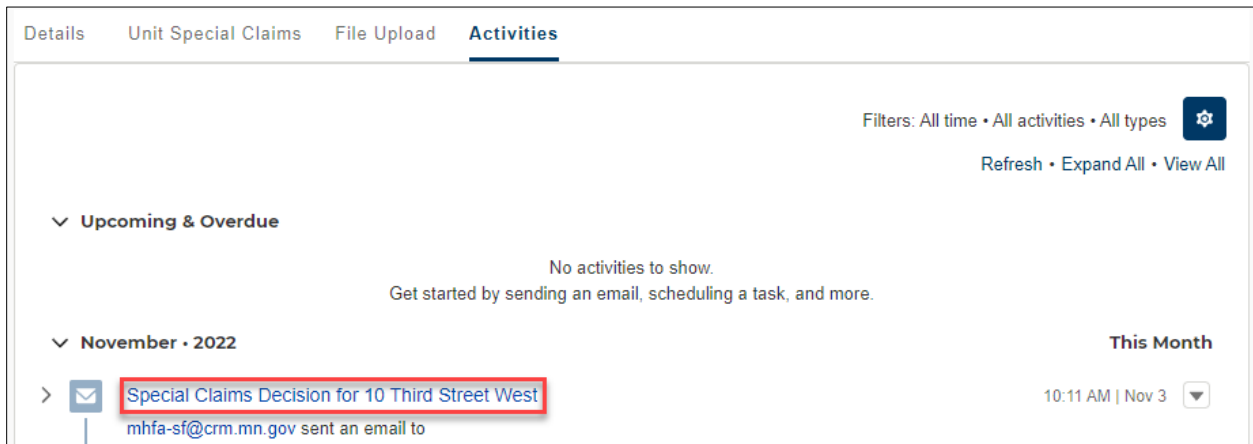 Details Unit Special Claims File Upload Activities
Filters: All time • All activities • All types
Refresh • Expand All • View All
Upcoming & Overdue
No activities to show.
Get started by sending an email, scheduling a task, and more.
November • 2022 This Month
Special Claims Decision for 10 Third Street West 10:11 AM | Nov 3
mhfa-sf@crm.mn.gov sent an email to